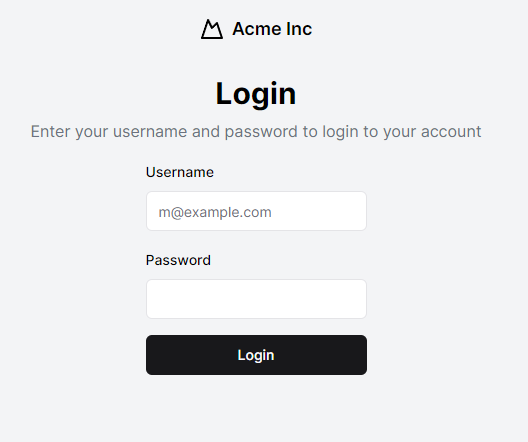 Acme Inc
Login
Enter your username and password to login to your account
Username
m@example.com
Password
Login